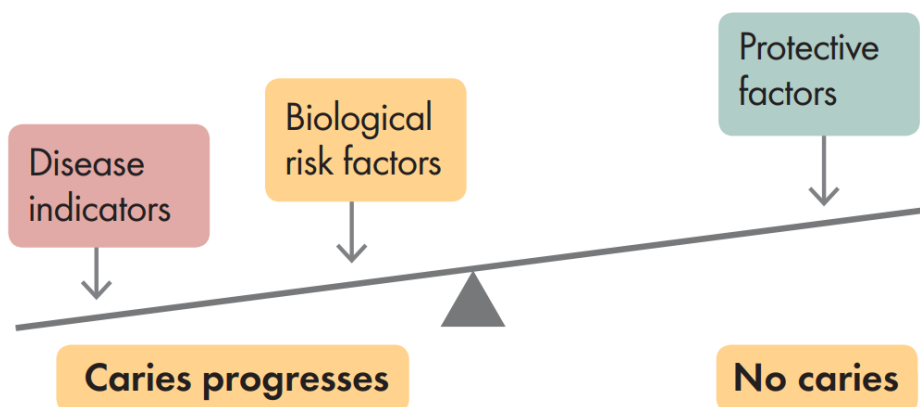 Protective
factors
Biological
risk factors
Disease
indicators
Caries progresses
No caries